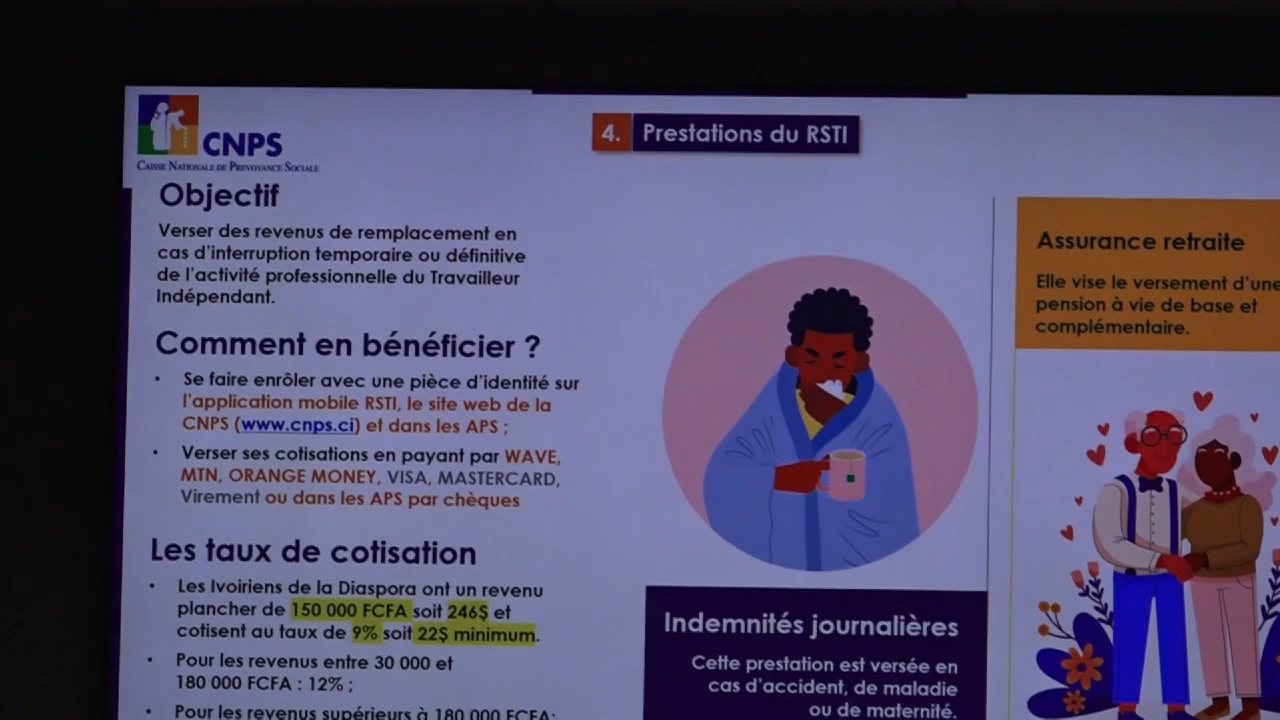 CNPS
CAISSE NATIONALE DE PREVOYANCE SOCIALE
4. Prestations du RSTI
Objectif
Verser des revenus de remplacement en
cas d'interruption temporaire ou définitive
de l'activité professionnelle du Travailleur
Indépendant.
Comment en bénéficier ?
• Se faire enrôler avec une pièce d'identité sur
l'application mobile RSTI, le site web de la
CNPS (www.cnps.ci) et dans les APS ;
• Verser ses cotisations en payant par WAVE,
MTN, ORANGE MONEY, VISA, MASTERCARD,
Virement ou dans les APS par chèques
Les taux de cotisation
• Les Ivoiriens de la Diaspora ont un revenu
plancher de 150 000 FCFA soit 246$ et
cotisent au taux de 9% soit 22$ minimum.
• Pour les revenus entre 30 000 et
180 000 FCFA : 12% ;
• Pour les revenus supérieurs à 180 000 FCFA:
Indemnités journalières
Cette prestation est versée en
cas d'accident, de maladie
ou de maternité.
Assurance retraite
Elle vise le versement d'une
pension à vie de base et
complémentaire.